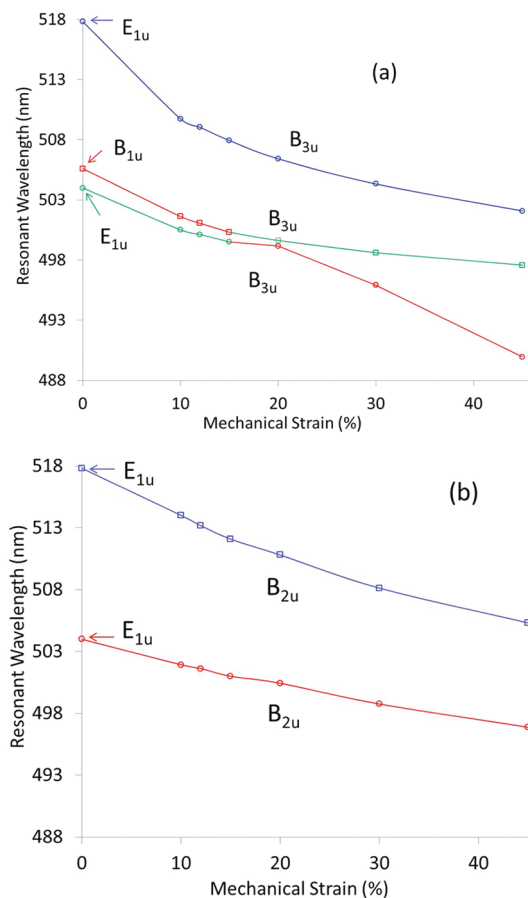 518
E1u
(a)
513
B3u
508
B1u
503
B3u
E1u
498
B3u
493
488
0 10 20 30 40
Mechanical Strain (%)
Resonant Wavelength (nm)
518
E1u
(b)
513
508
B2u
E1u
503
498
B2u
493
488
0 10 20 30 40
Mechanical Strain (%)
Resonant Wavelength (nm)